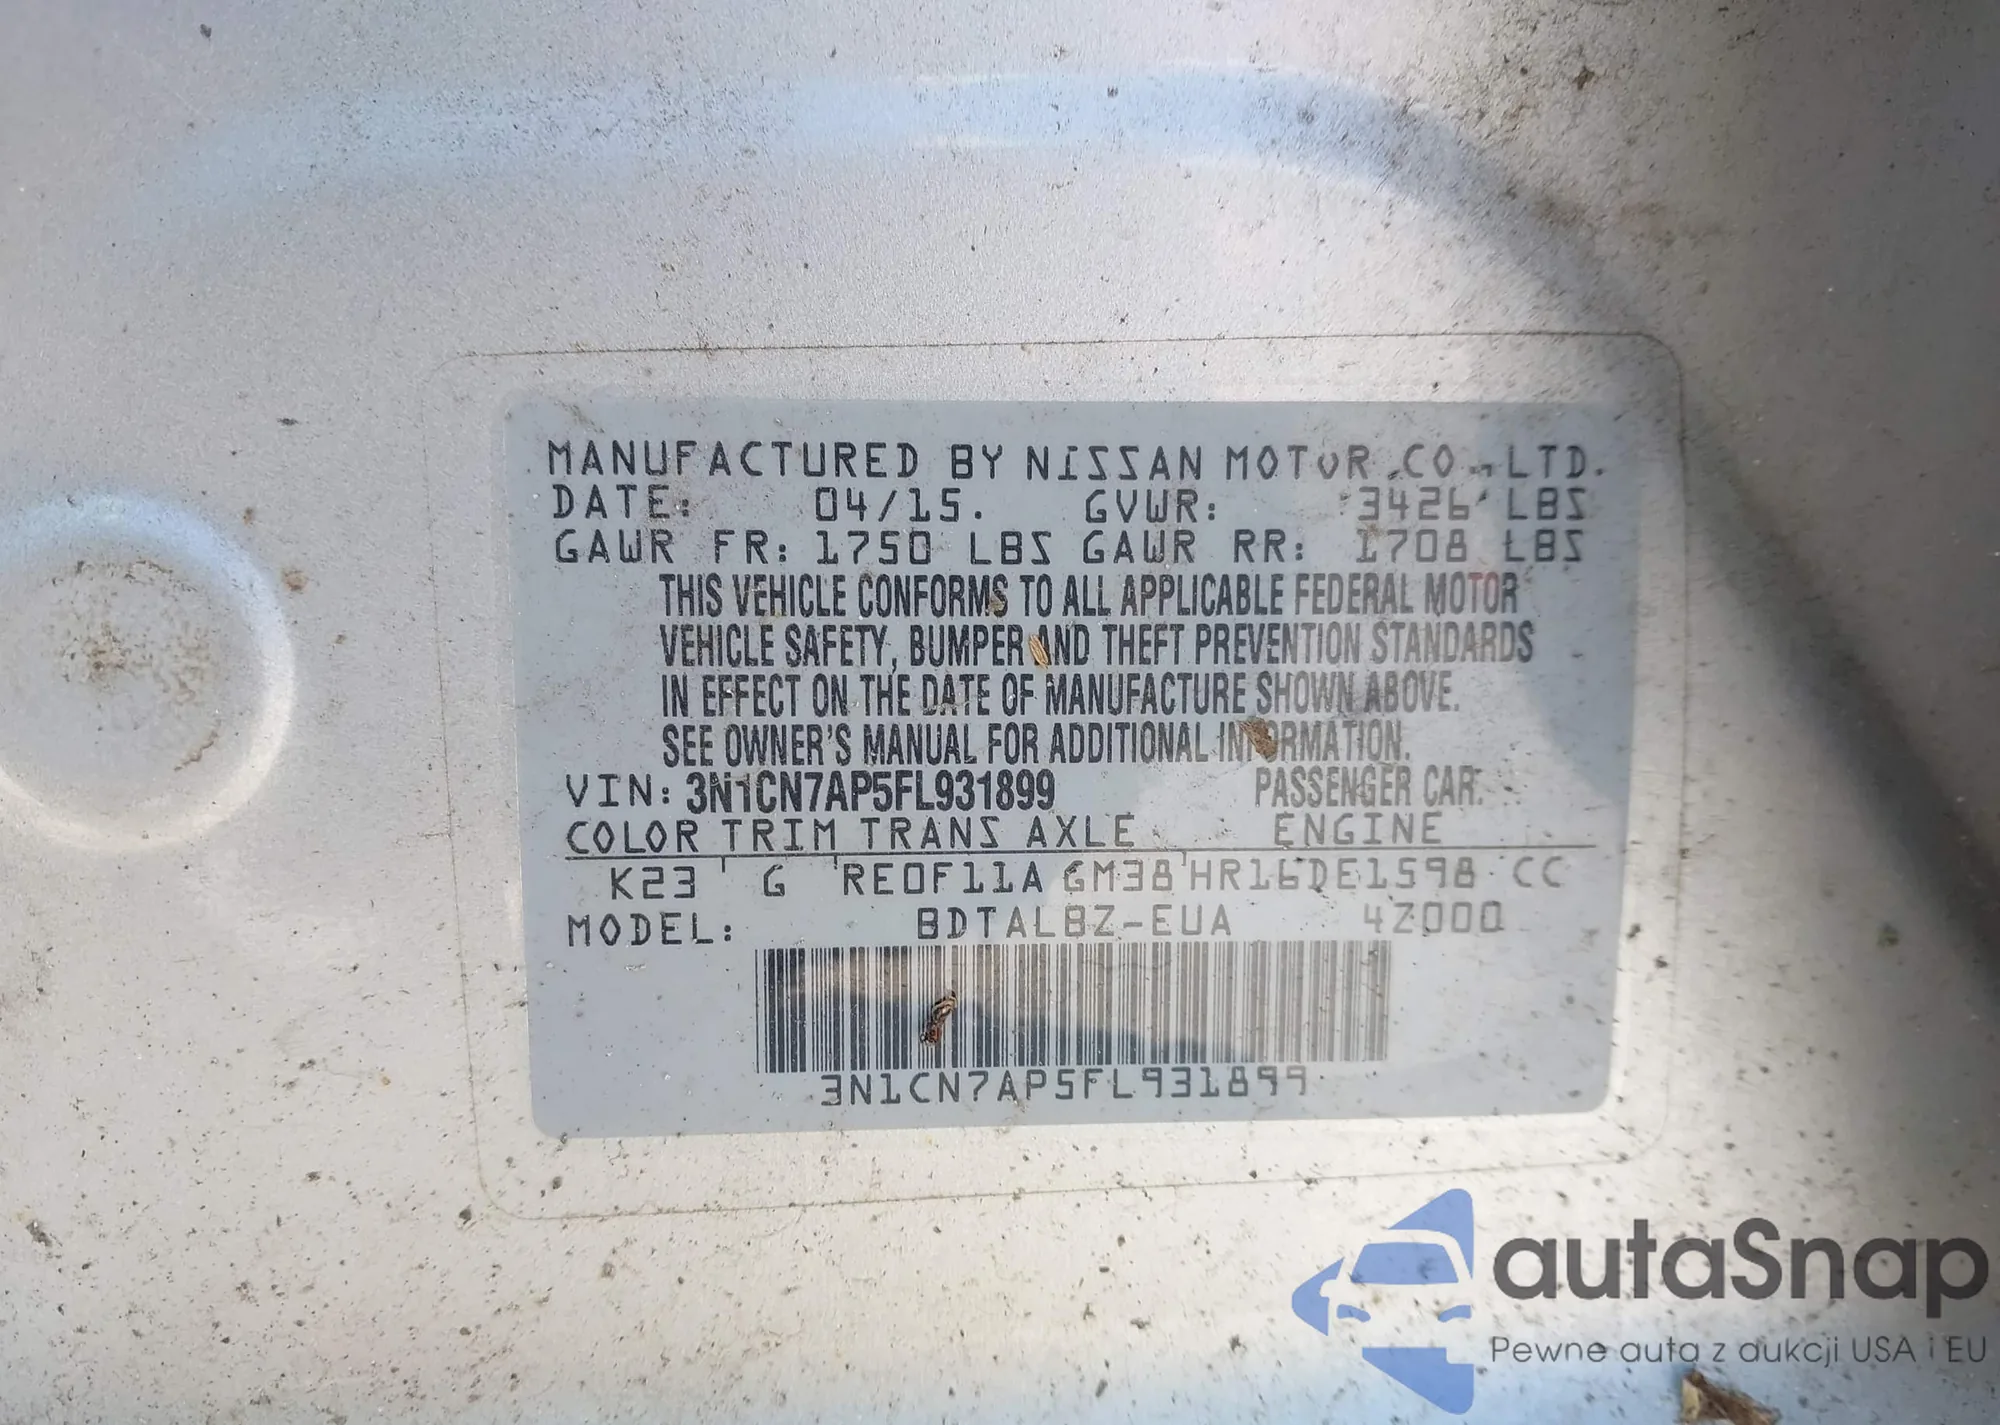 MANUFACTURED BY NISSAN MOTOR CO., LTD.
DATE: 04/15. GVWR: 3426 LBS
GAWR FR: 1750 LBS GAWR RR: 1708 LBS
THIS VEHICLE CONFORMS TO ALL APPLICABLE FEDERAL MOTOR
VEHICLE SAFETY, BUMPER AND THEFT PREVENTION STANDARDS
IN EFFECT ON THE DATE OF MANUFACTURE SHOWN ABOVE.
SEE OWNER'S MANUAL FOR ADDITIONAL INFORMATION.
VIN: 3N1CN7AP5FL931899 PASSENGER CAR.
COLOR TRIM TRANS AXLE ENGINE
K23 G RE0F11A GM38 HR16DE1598 CC
MODEL: BDTALBZ-EUA 4Z000
3N1CN7AP5FL931899
autaSnap
Pewne auta z aukcji USA i EU